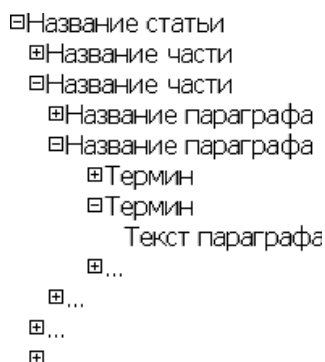 ⊟Название статьи
⊞Название части
⊟Название части
⊞Название параграфа
⊟Название параграфа
⊞Термин
⊟Термин
Текст параграфа
⊞...
⊞...
⊞...
⊞...